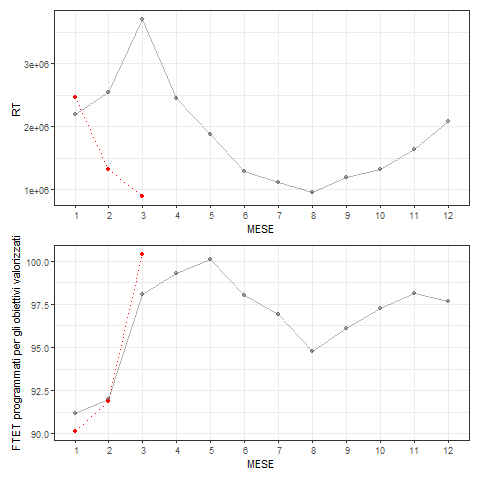 RT
3e+06
2e+06
1e+06
1 2 3 4 5 6 7 8 9 10 11 12
MESE
FTET programmati per gli obiettivi valorizzati
100.0
97.5
95.0
92.5
90.0
1 2 3 4 5 6 7 8 9 10 11 12
MESE